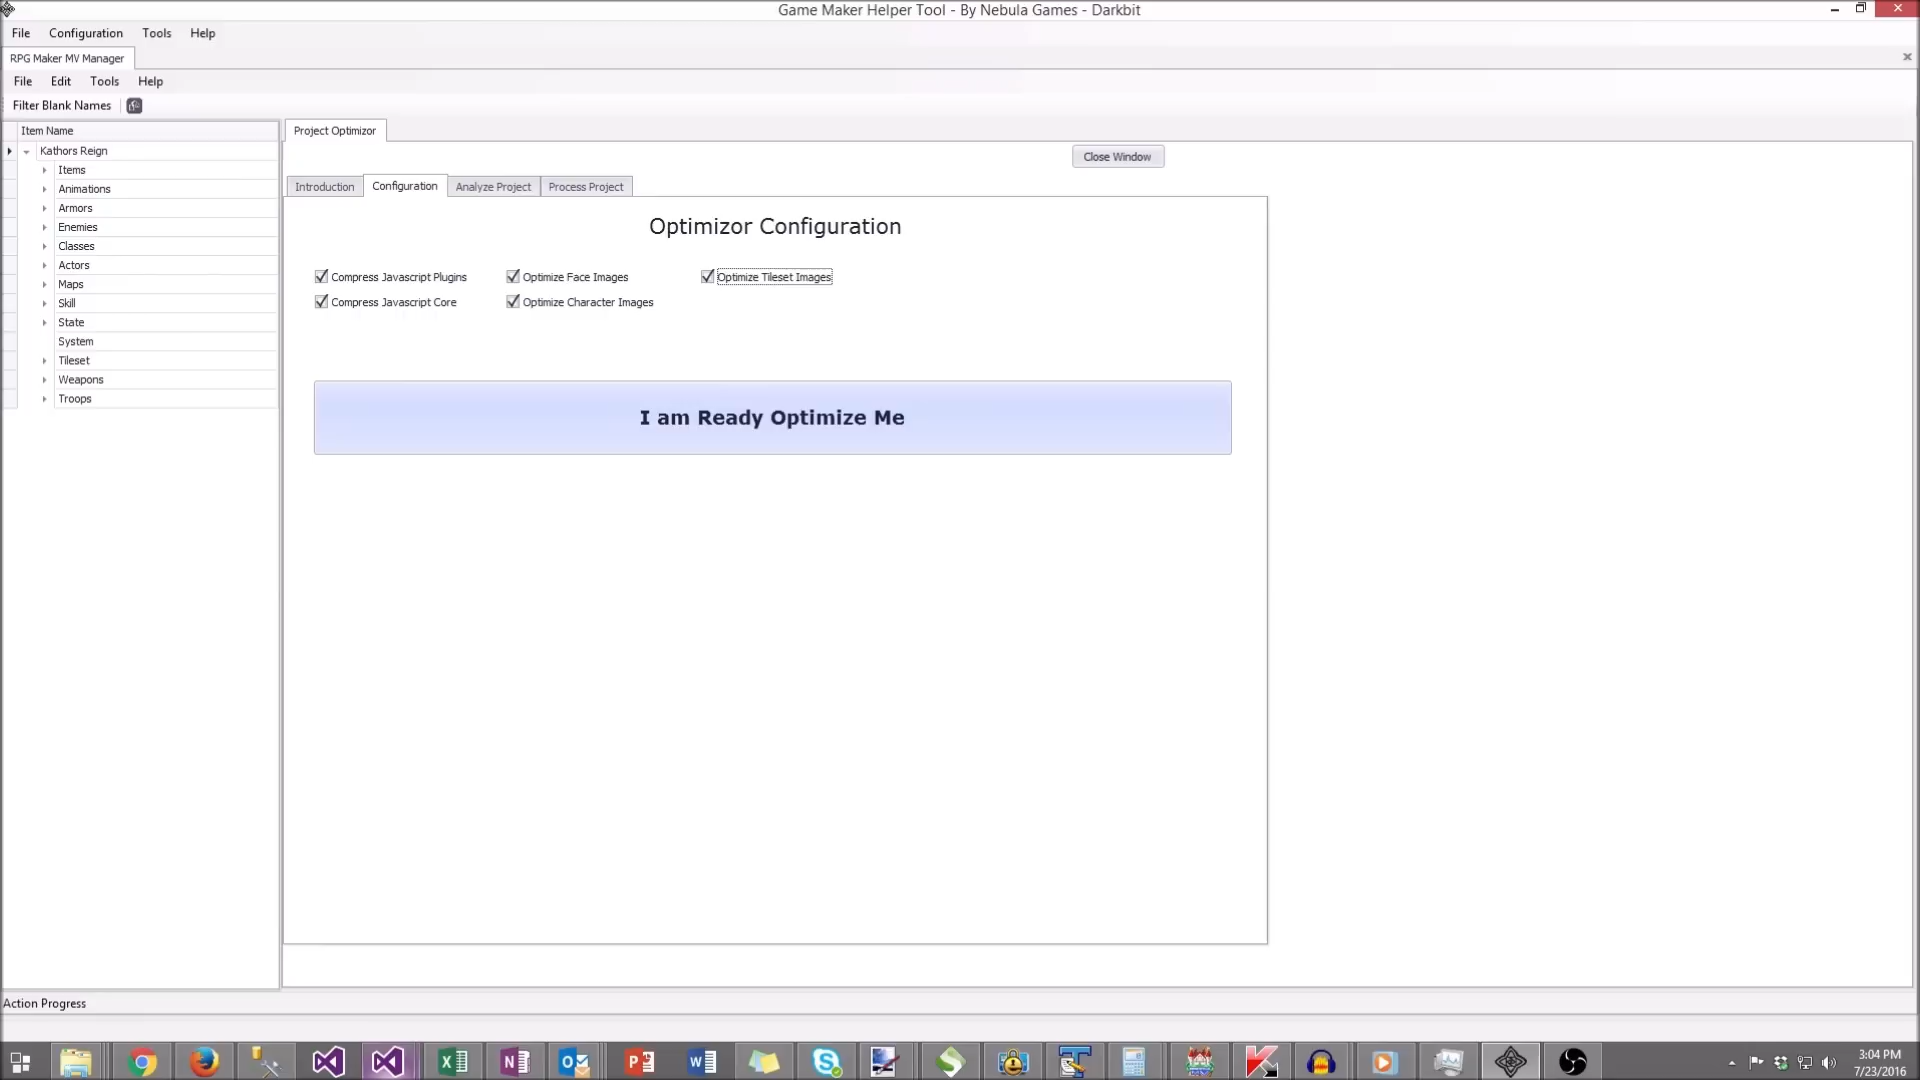 Game Maker Helper Tool - By Nebula Games - Darkbit
File Configuration Tools Help
RPG Maker MV Manager
File Edit Tools Help
Filter Blank Names
Item Name
Kathors Reign
Items
Animations
Armors
Enemies
Classes
Actors
Maps
Skill
State
System
Tileset
Weapons
Troops
Project Optimizor
Close Window
Introduction Configuration Analyze Project Process Project
Optimizor Configuration
Compress Javascript Plugins Optimize Face Images Optimize Tileset Images
Compress Javascript Core Optimize Character Images
I am Ready Optimize Me
Action Progress
3:04 PM
7/23/2016